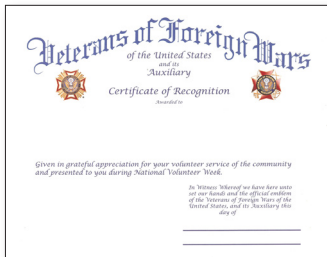 Veterans of Foreign Wars
of the United States
and its
Auxiliary
Certificate of Recognition
Awarded to
Given in grateful appreciation for your volunteer service of the community
and presented to you during National Volunteer Week.
In Witness Whereof we have here unto
set our hands and the official emblem
of the Veterans of Foreign Wars of the
United States, and its Auxiliary this
day of